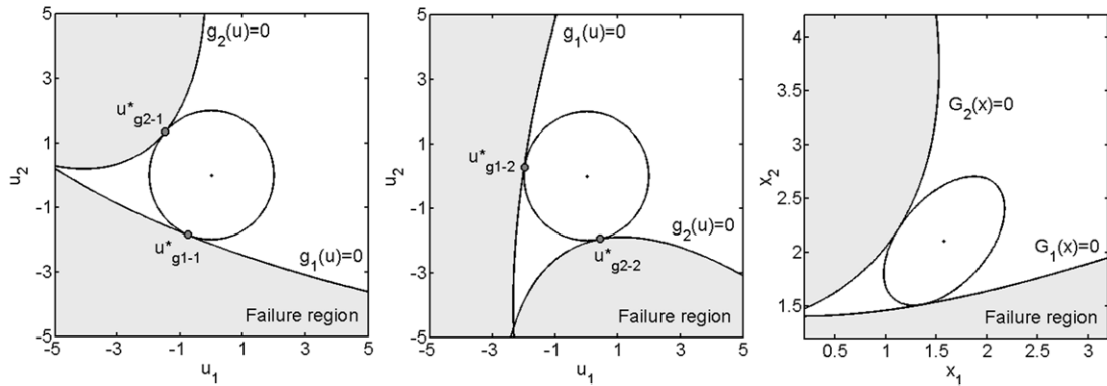 5
3
1
-1
-3
-5
u2
g2(u)=0
u*g2-1
u*g1-1
g1(u)=0
Failure region
-5 -3 -1 1 3 5
u1
5
3
1
-1
-3
-5
u2
g1(u)=0
u*g1-2
g2(u)=0
u*g2-2
Failure region
-5 -3 -1 1 3 5
u1
4
3.5
3
2.5
2
1.5
x2
G2(x)=0
G1(x)=0
Failure region
0.5 1 1.5 2 2.5 3
x1